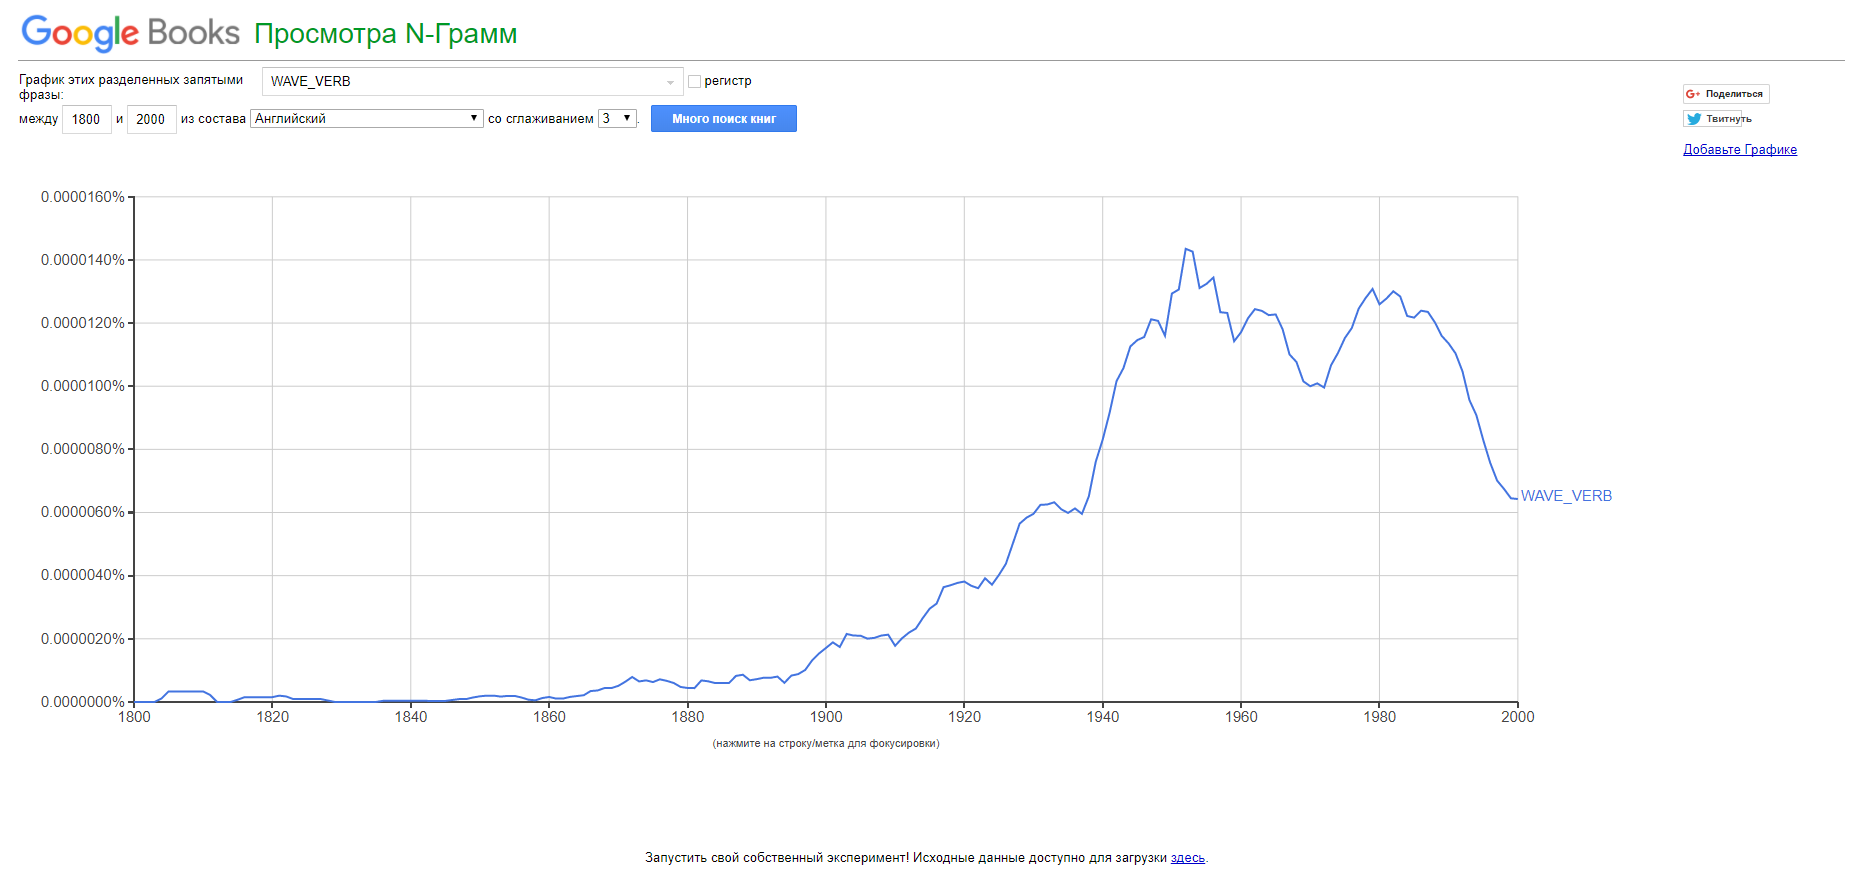 Google Books Просмотра N-Грамм
График этих разделенных запятыми
фразы:
WAVE_VERB
регистр
между 1800 и 2000 из состава Английский со сглаживанием 3 . Много поиск книг
G+ Поделиться
Твитнуть
Добавьте Графике
0.0000160%
0.0000140%
0.0000120%
0.0000100%
0.0000080%
0.0000060%
0.0000040%
0.0000020%
0.0000000%
WAVE_VERB
1800 1820 1840 1860 1880 1900 1920 1940 1960 1980 2000
(нажмите на строку/метка для фокусировки)
Запустить свой собственный эксперимент! Исходные данные доступно для загрузки здесь.